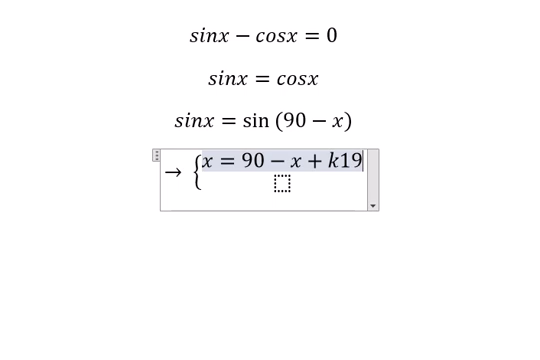 sinx − cosx = 0
sinx = cosx
sinx = sin (90 − x)
→ {x = 90 − x + k19